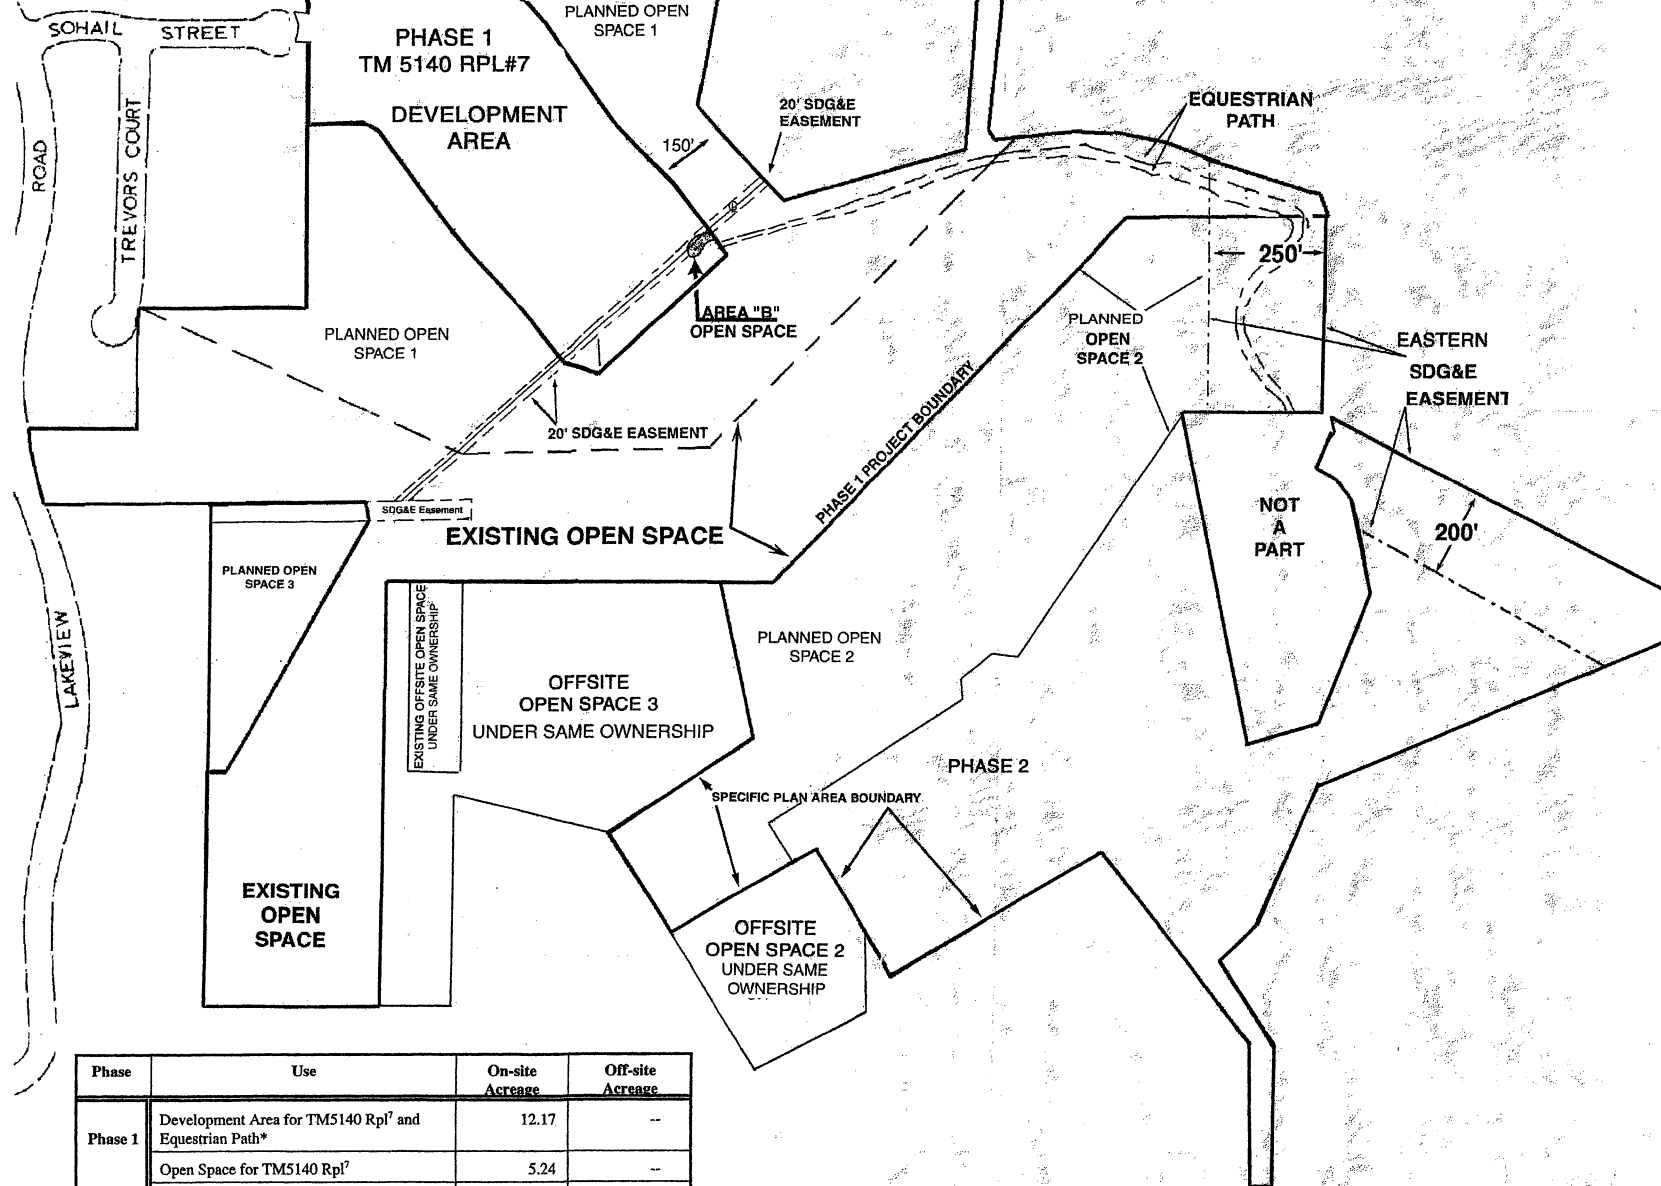 SOHAIL STREET
PHASE 1
TM 5140 RPL#7
DEVELOPMENT
AREA
PLANNED OPEN
SPACE 1
20' SDG&E
EASEMENT
EQUESTRIAN
PATH
ROAD
TREVORS COURT
150'
250'
AREA "B"
OPEN SPACE
PLANNED OPEN
SPACE 1
PLANNED
OPEN
SPACE 2
EASTERN
SDG&E
EASEMENT
20' SDG&E EASEMENT
PHASE 1 PROJECT BOUNDARY
SDG&E Easement
EXISTING OPEN SPACE
NOT
A
PART
200'
PLANNED OPEN
SPACE 3
EXISTING OFFSITE OPEN SPACE
UNDER SAME OWNERSHIP
LAKEVIEW
OFFSITE
OPEN SPACE 3
UNDER SAME OWNERSHIP
PLANNED OPEN
SPACE 2
PHASE 2
SPECIFIC PLAN AREA BOUNDARY
EXISTING
OPEN
SPACE
OFFSITE
OPEN SPACE 2
UNDER SAME
OWNERSHIP
Phase Use On-site Off-site
Acreage Acreage
Phase 1
Development Area for TM5140 Rpl7 and 12.17 --
Equestrian Path*
Open Space for TM5140 Rpl7 5.24 --